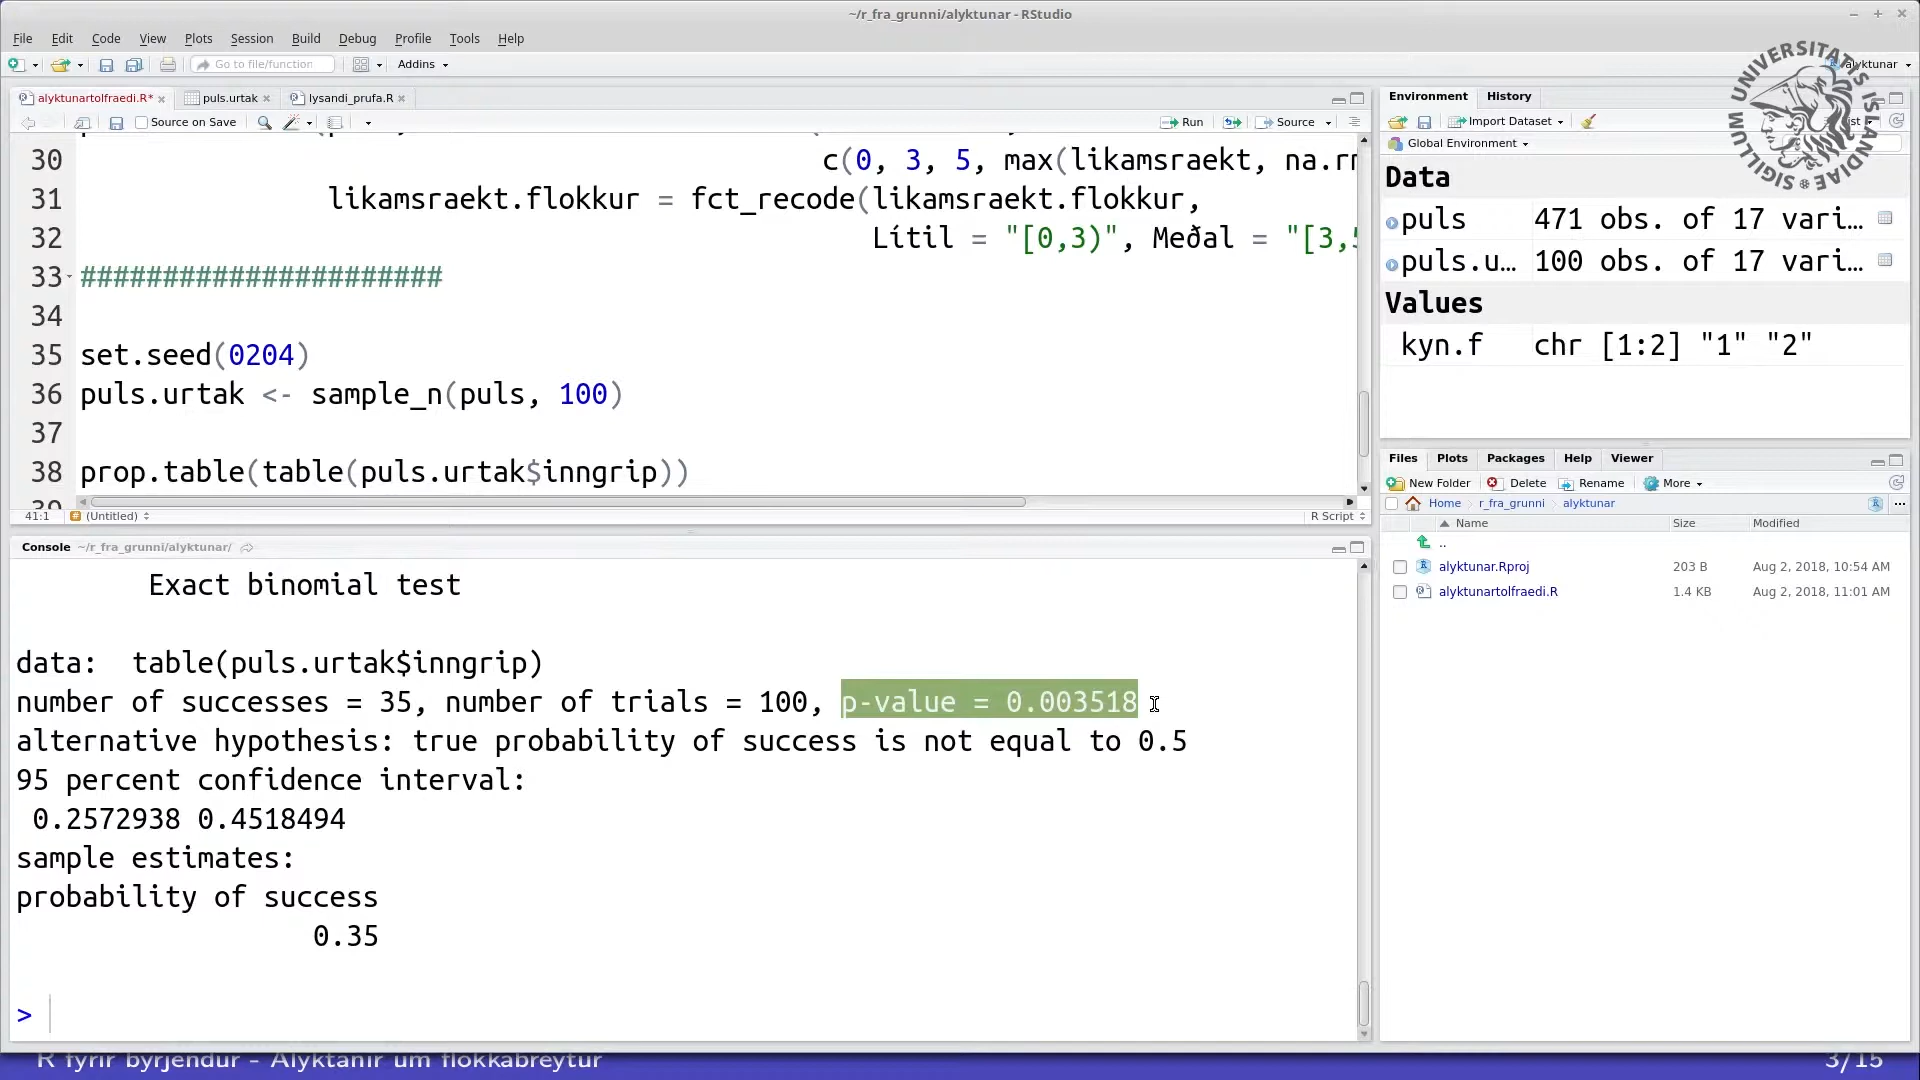 ~/r_fra_grunni/alyktunar - RStudio
File Edit Code View Plots Session Build Debug Profile Tools Help
Go to file/function Addins
alyktunar
UNIVERSITATIS ISLANDIAE SIGILLUM
alyktunartolfraedi.R* puls.urtak lysandi_prufa.R
Source on Save Run Source
30 c(0, 3, 5, max(likamsraekt, na.rm
31 likamsraekt.flokkur = fct_recode(likamsraekt.flokkur,
32 Lítil = "[0,3)", Meðal = "[3,5
33 ######################
34
35 set.seed(0204)
36 puls.urtak <- sample_n(puls, 100)
37
38 prop.table(table(puls.urtak$inngrip))
39
41:1 (Untitled) R Script
Console ~/r_fra_grunni/alyktunar/
Exact binomial test
data: table(puls.urtak$inngrip)
number of successes = 35, number of trials = 100, p-value = 0.003518
alternative hypothesis: true probability of success is not equal to 0.5
95 percent confidence interval:
0.2572938 0.4518494
sample estimates:
probability of success
0.35
>
Environment History
Import Dataset
Global Environment
Data
puls 471 obs. of 17 vari…
puls.u… 100 obs. of 17 vari…
Values
kyn.f chr [1:2] "1" "2"
Files Plots Packages Help Viewer
New Folder Delete Rename More
Home r_fra_grunni alyktunar ...
Name Size Modified
..
alyktunar.Rproj 203 B Aug 2, 2018, 10:54 AM
alyktunartolfraedi.R 1.4 KB Aug 2, 2018, 11:01 AM
R fyrir byrjendur - Ályktanir um flokkabreytur 3/15